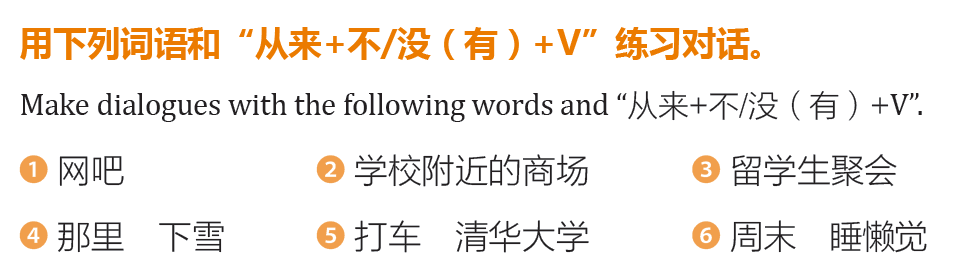 用下列词语和“从来+不/没（有）+V”练习对话。
Make dialogues with the following words and “从来+不/没（有）+V”.
1 网吧 2 学校附近的商场 3 留学生聚会
4 那里 下雪 5 打车 清华大学 6 周末 睡懒觉